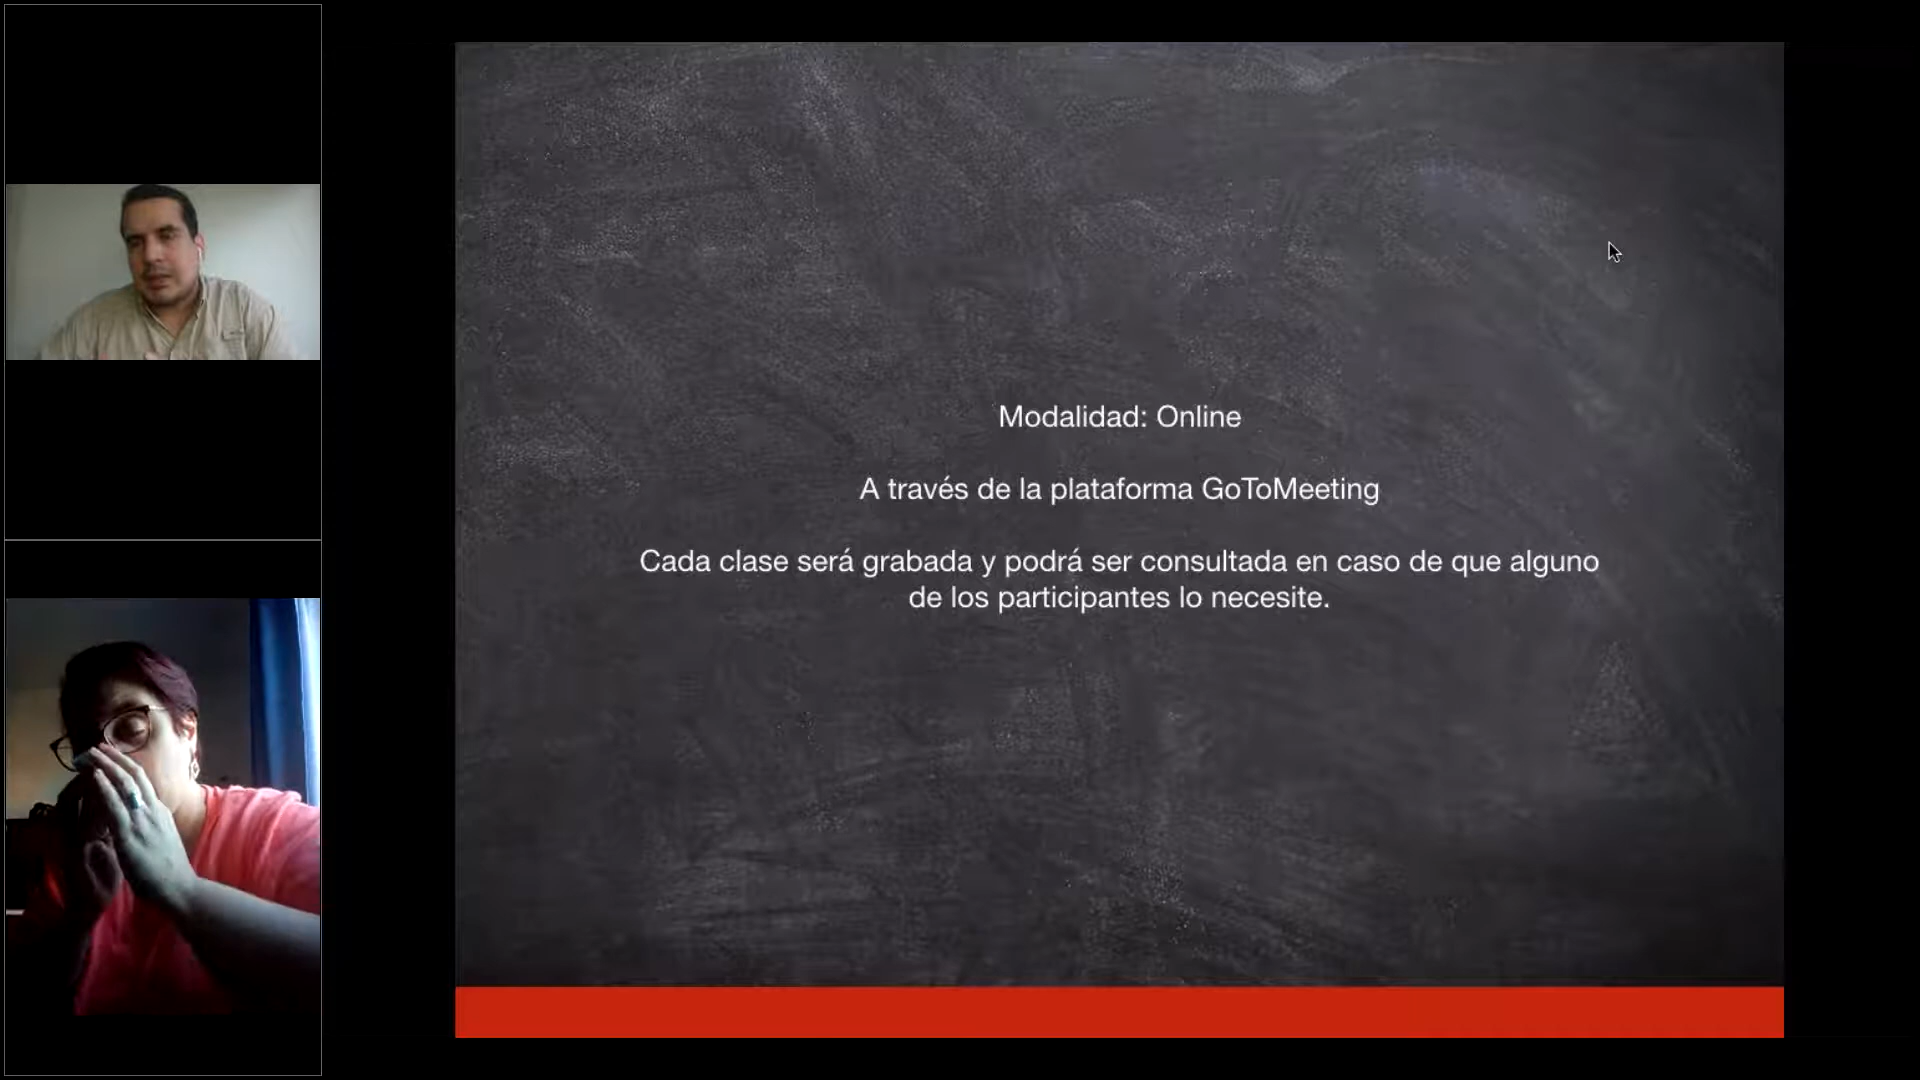 Modalidad: Online
A través de la plataforma GoToMeeting
Cada clase será grabada y podrá ser consultada en caso de que alguno
de los participantes lo necesite.